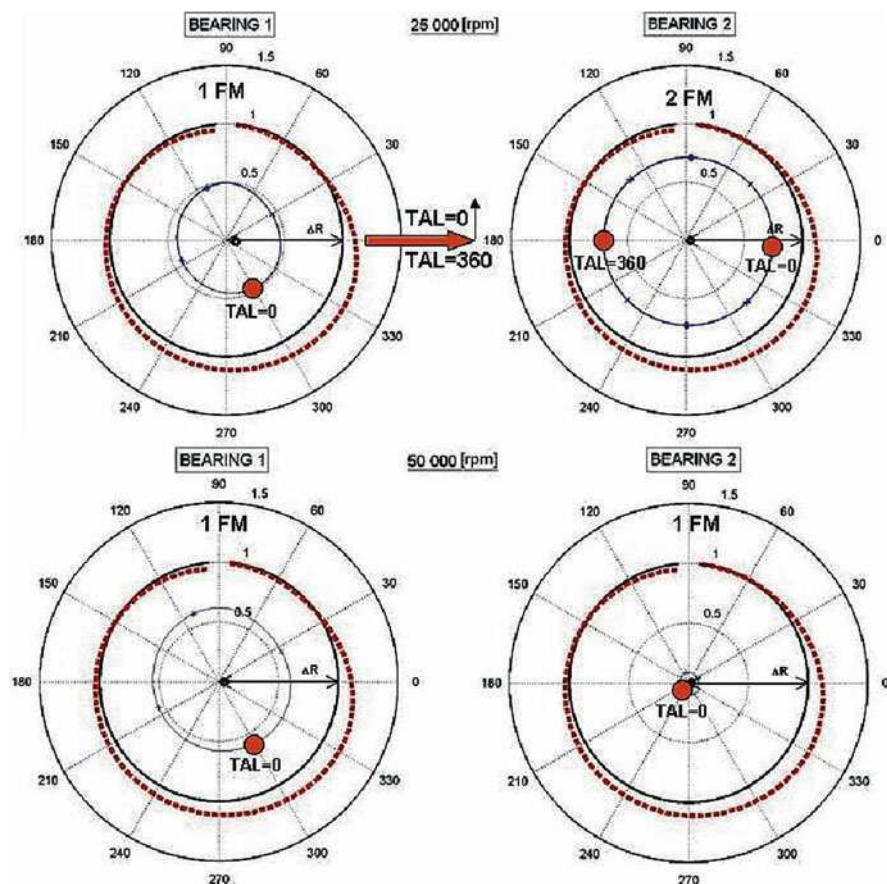 BEARING 1 25 000 [rpm] BEARING 2
90 1.5 90 1.5
120 60 120 60
1 FM 2 FM
1 1
150 30 150 30
0.5 0.5
TAL=0
180 ΔR 180 ΔR 0
TAL=360 TAL=360 TAL=0
TAL=0
210 330 210 330
240 300 240 300
270 270
BEARING 1 50 000 [rpm] BEARING 2
90 1.5 90 1.5
120 60 120 60
1 FM 1 FM
1 1
150 30 150 30
0.5 0.5
180 ΔR 0 180 ΔR 0
TAL=0
TAL=0
210 330 210 330
240 300 240 300
270 270